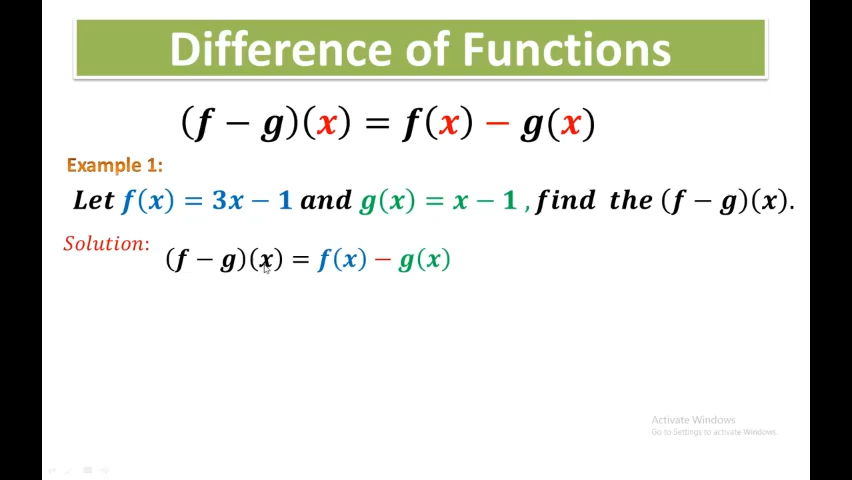 Difference of Functions
(f − g)(x) = f(x) − g(x)
Example 1:
Let f(x) = 3x − 1 and g(x) = x − 1 , find the (f − g)(x).
Solution:
(f − g)(x) = f(x) − g(x)
Activate Windows
Go to Settings to activate Windows.